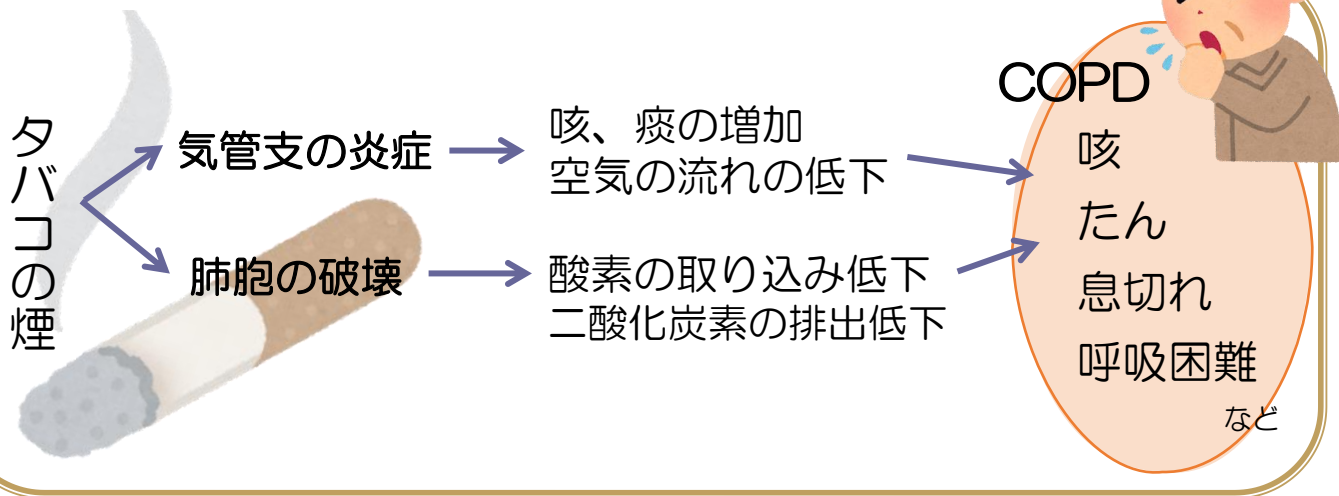 タバコの煙
気管支の炎症
咳、痰の増加
空気の流れの低下
肺胞の破壊
酸素の取り込み低下
二酸化炭素の排出低下
COPD
咳
たん
息切れ
呼吸困難
など